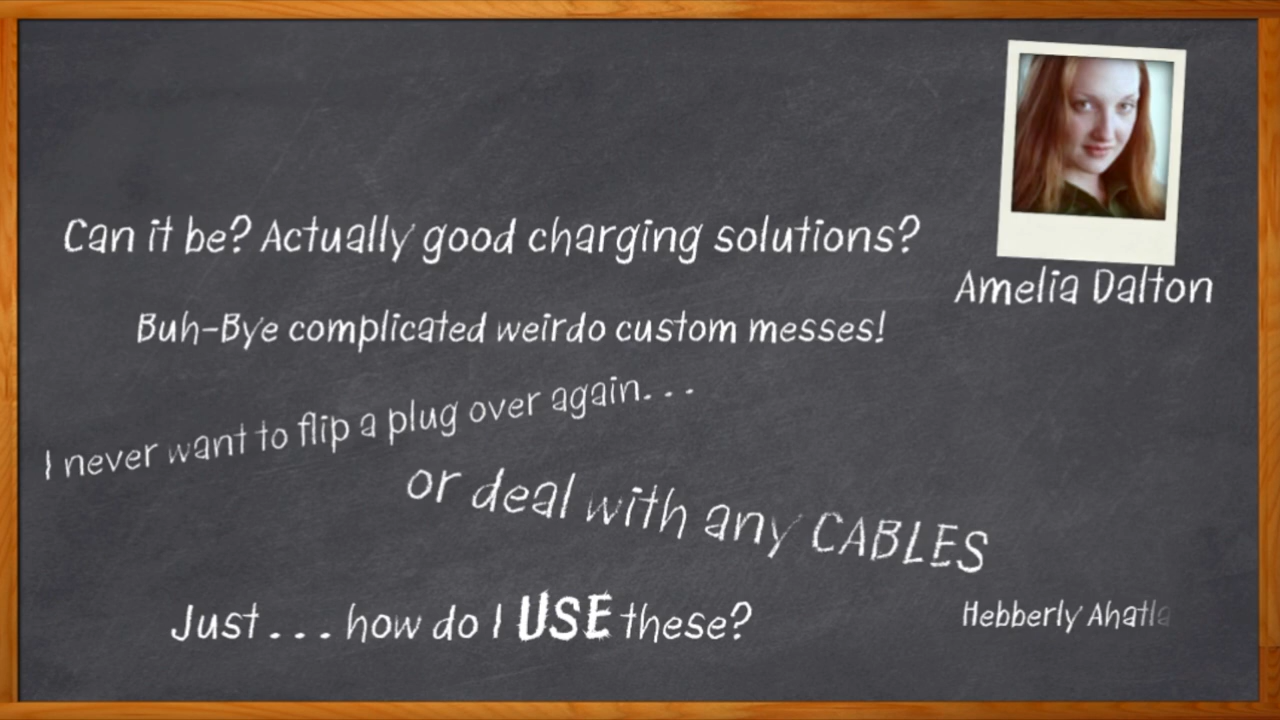 Can it be? Actually good charging solutions?
Amelia Dalton
Buh-Bye complicated weirdo custom messes!
I never want to flip a plug over again. . .
or deal with any CABLES
Just . . . how do I USE these?
Hebberly